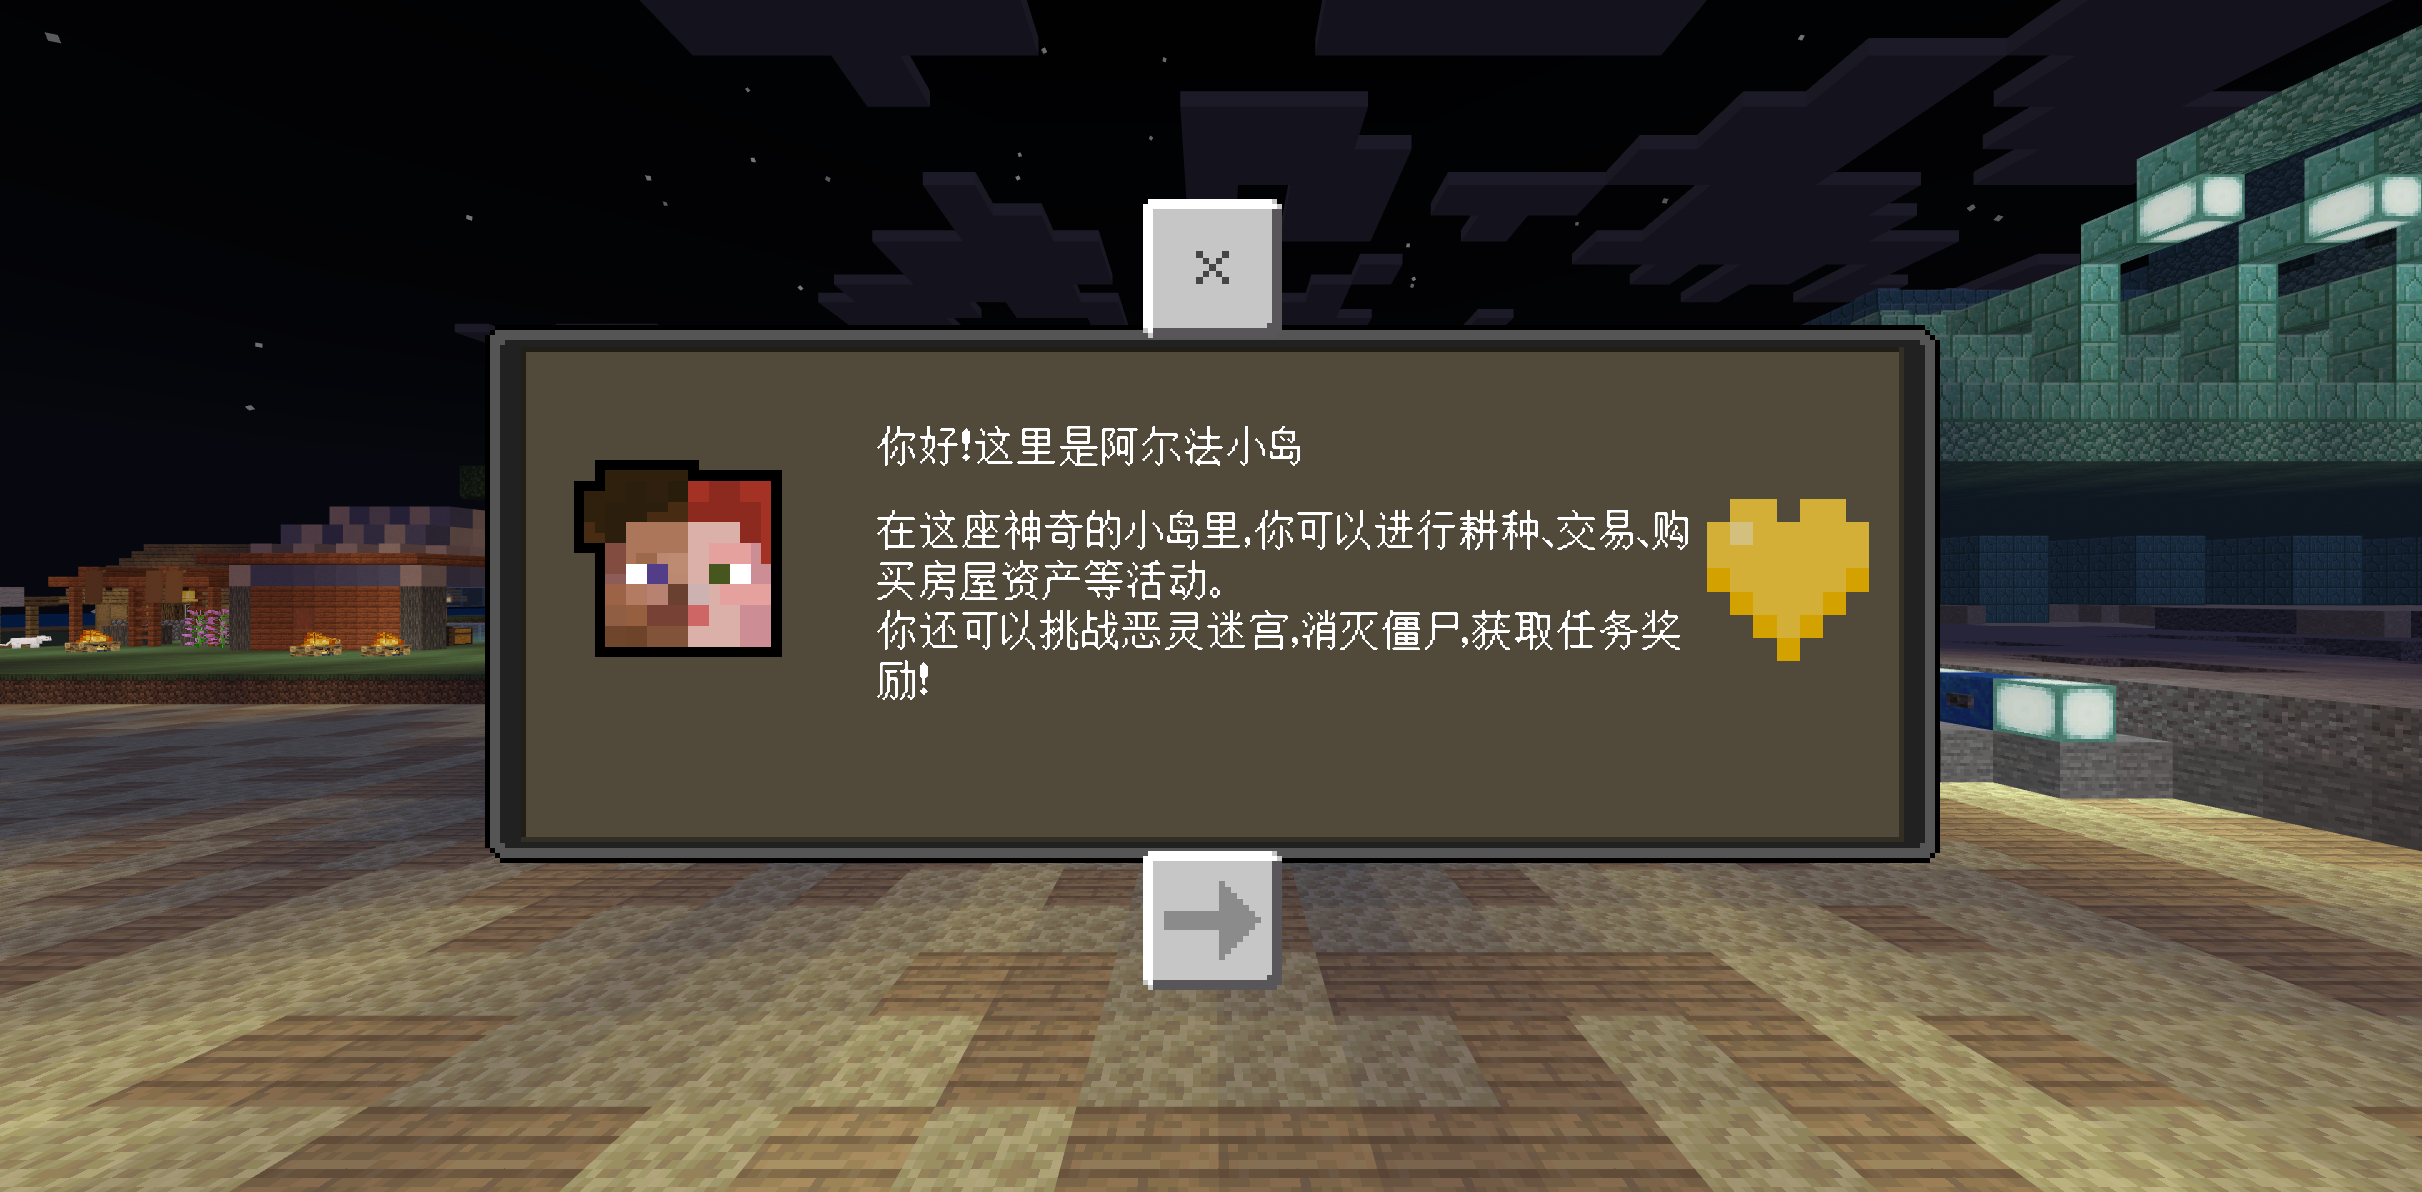 你好!这里是阿尔法小岛
在这座神奇的小岛里,你可以进行耕种、交易、购
买房屋资产等活动。
你还可以挑战恶灵迷宫,消灭僵尸,获取任务奖
励!